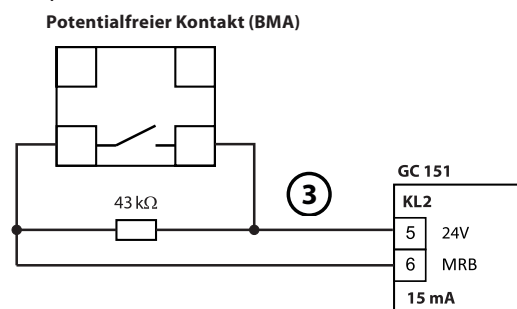 Potentialfreier Kontakt (BMA)
43 kΩ
3
GC 151
KL2
5 24V
6 MRB
15 mA